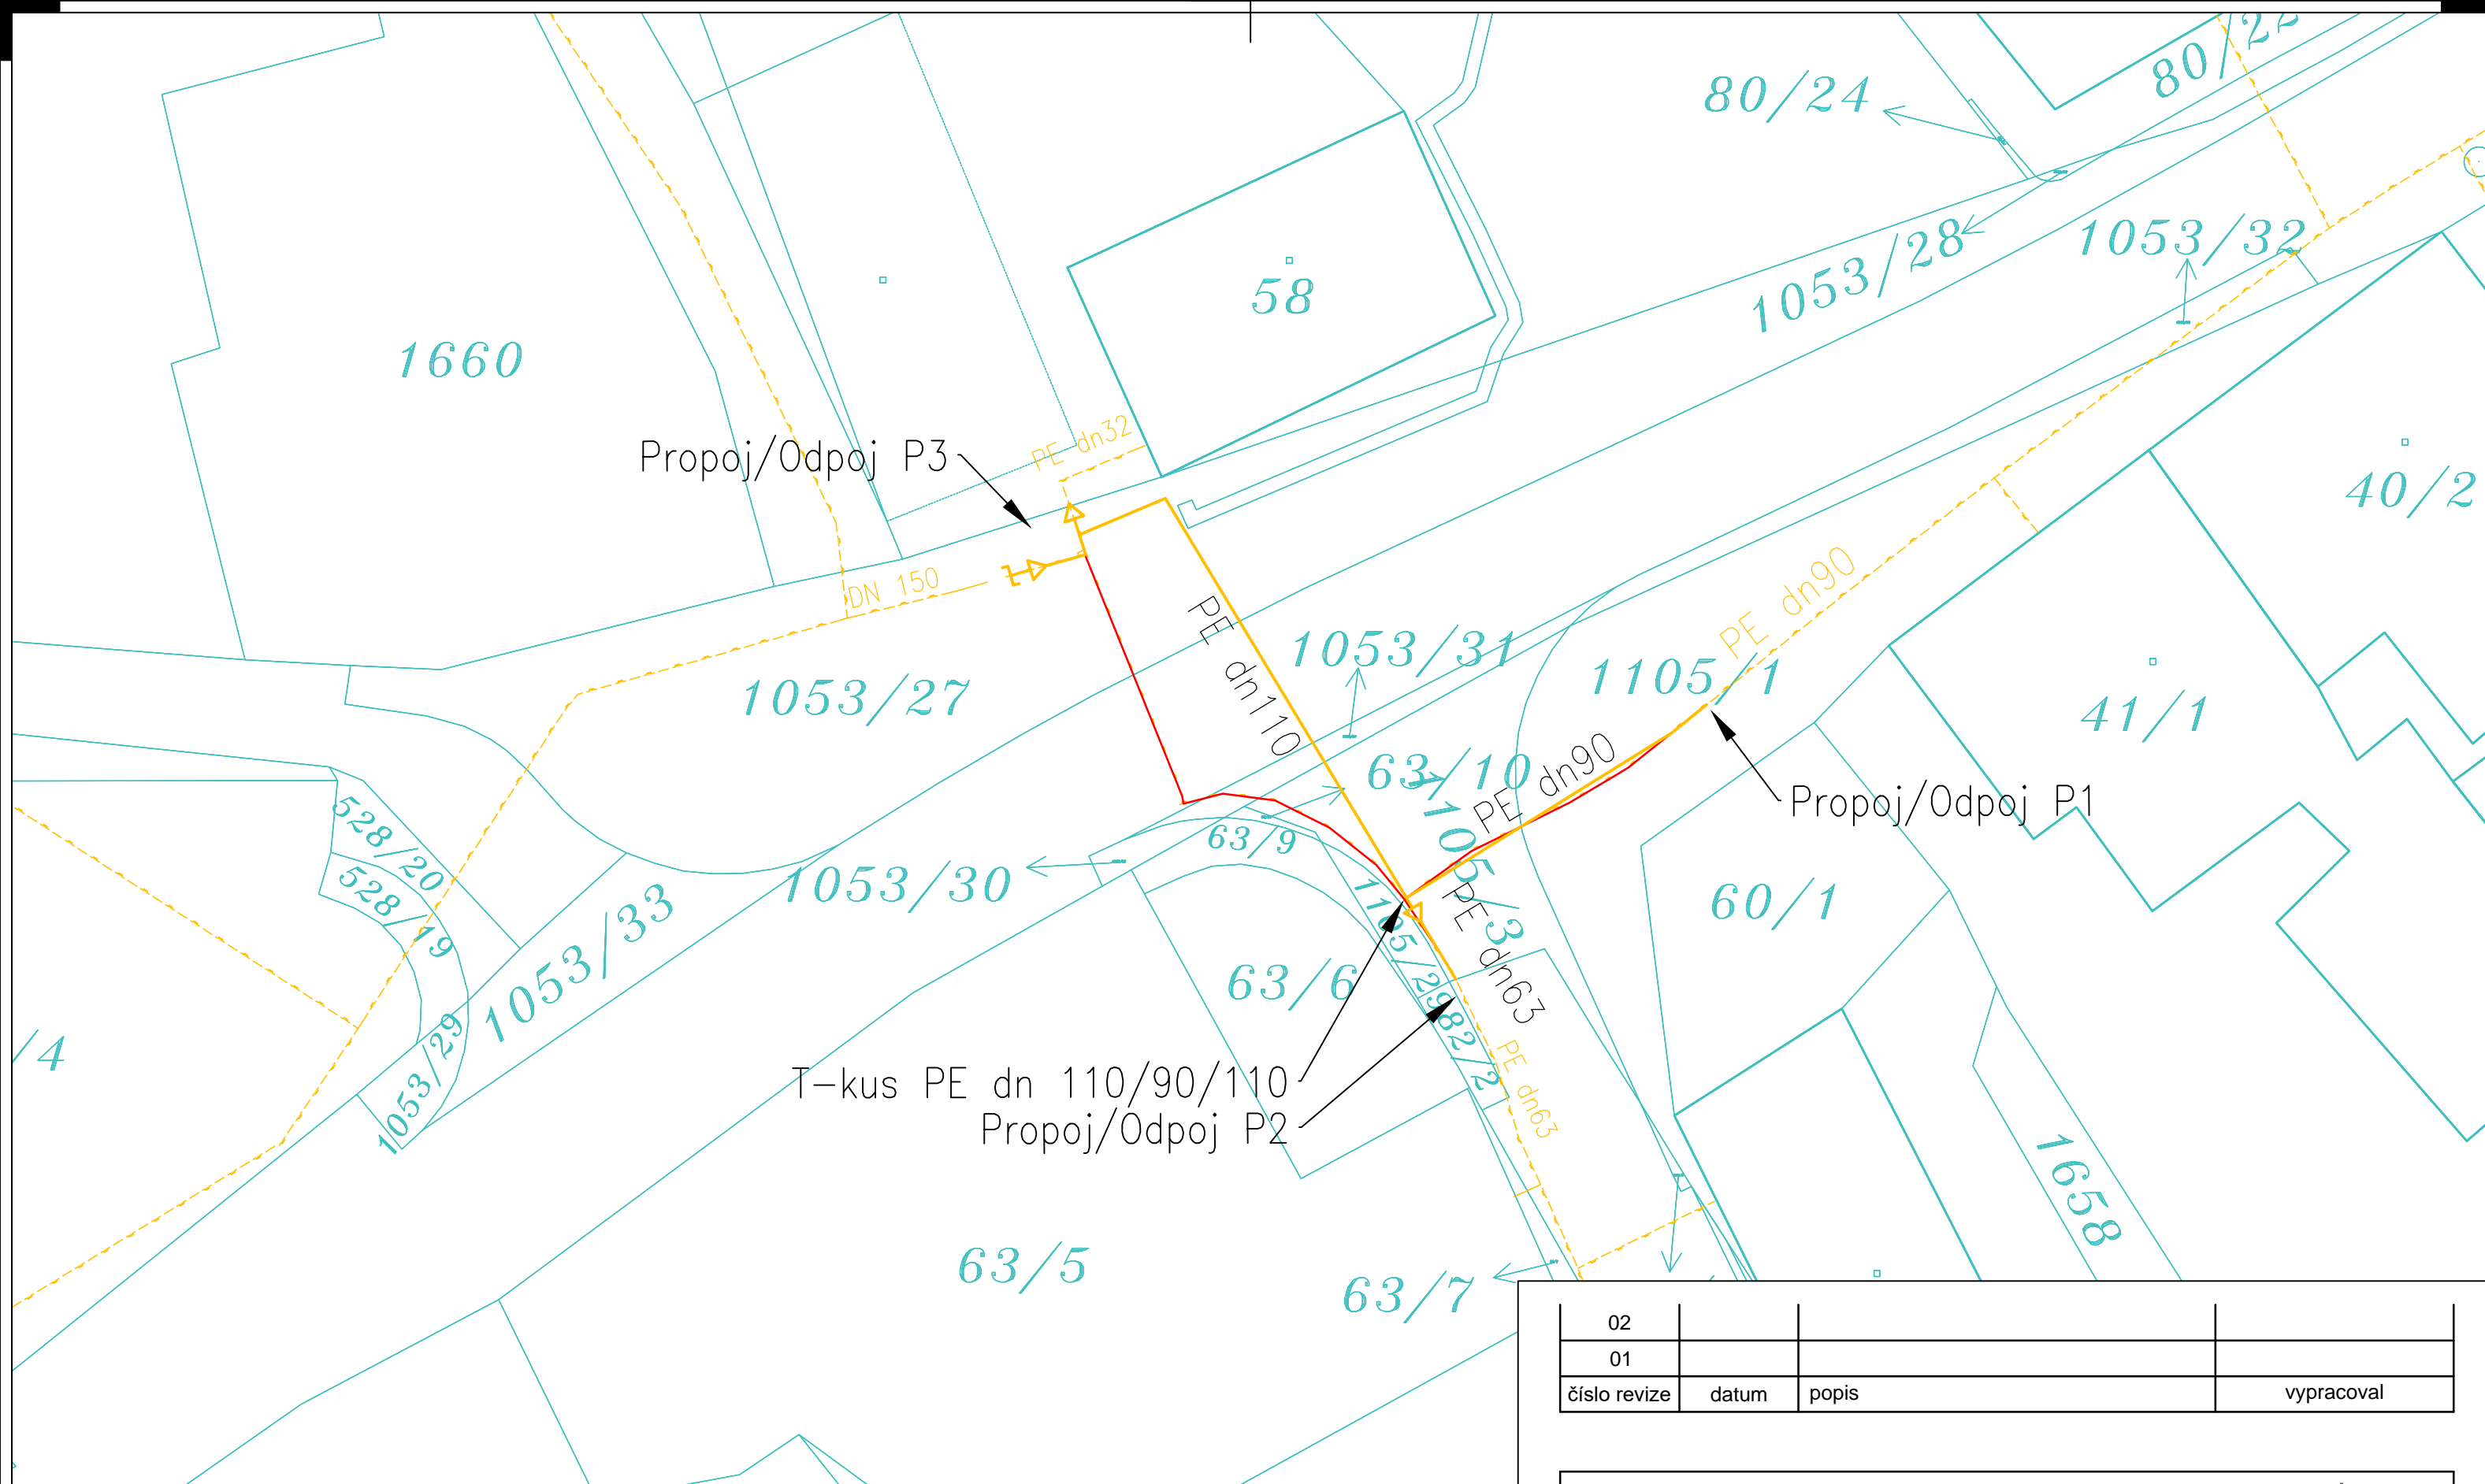 80/24
1053/28
1053/32
58
1660
Propoj/Odpoj P3
PE dn32
DN 150
40/2
PE dn90
PE dn110
1053/31
1105/1
1053/27
41/1
63/10
PE dn90
Propoj/Odpoj P1
528/20
528/19
63/9
1053/30
60/1
1053/33
PE dn63
63/6
/4
1053/29
982/2
T-kus PE dn 110/90/110
Propoj/Odpoj P2
PE dn63
1658
63/5
63/7
02
01
číslo revize datum popis vypracoval